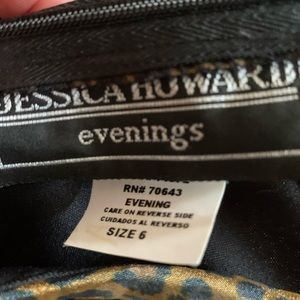 JESSICA HOWARD
evenings
RN# 70643
EVENING
CARE ON REVERSE SIDE
CUIDADOS AL REVERSO
SIZE 6